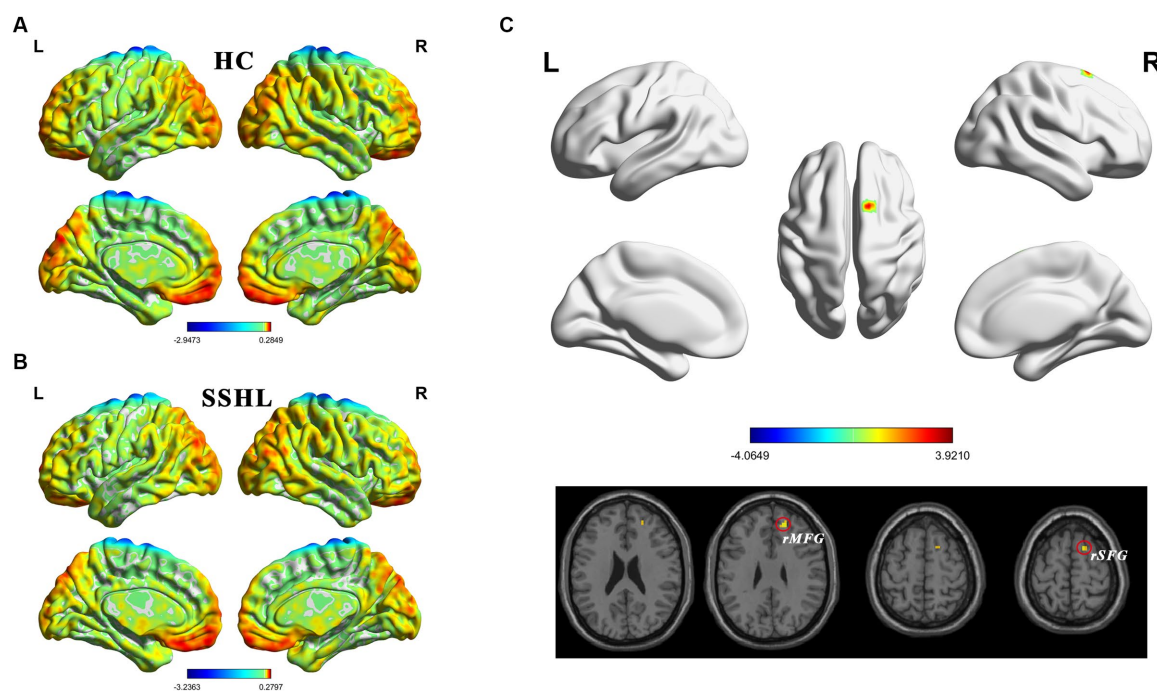 A
L
HC
R
-2.9473
0.2849
B
L
SSHL
R
-3.2363
0.2797
C
L
R
-4.0649
3.9210
rMFG
rSFG